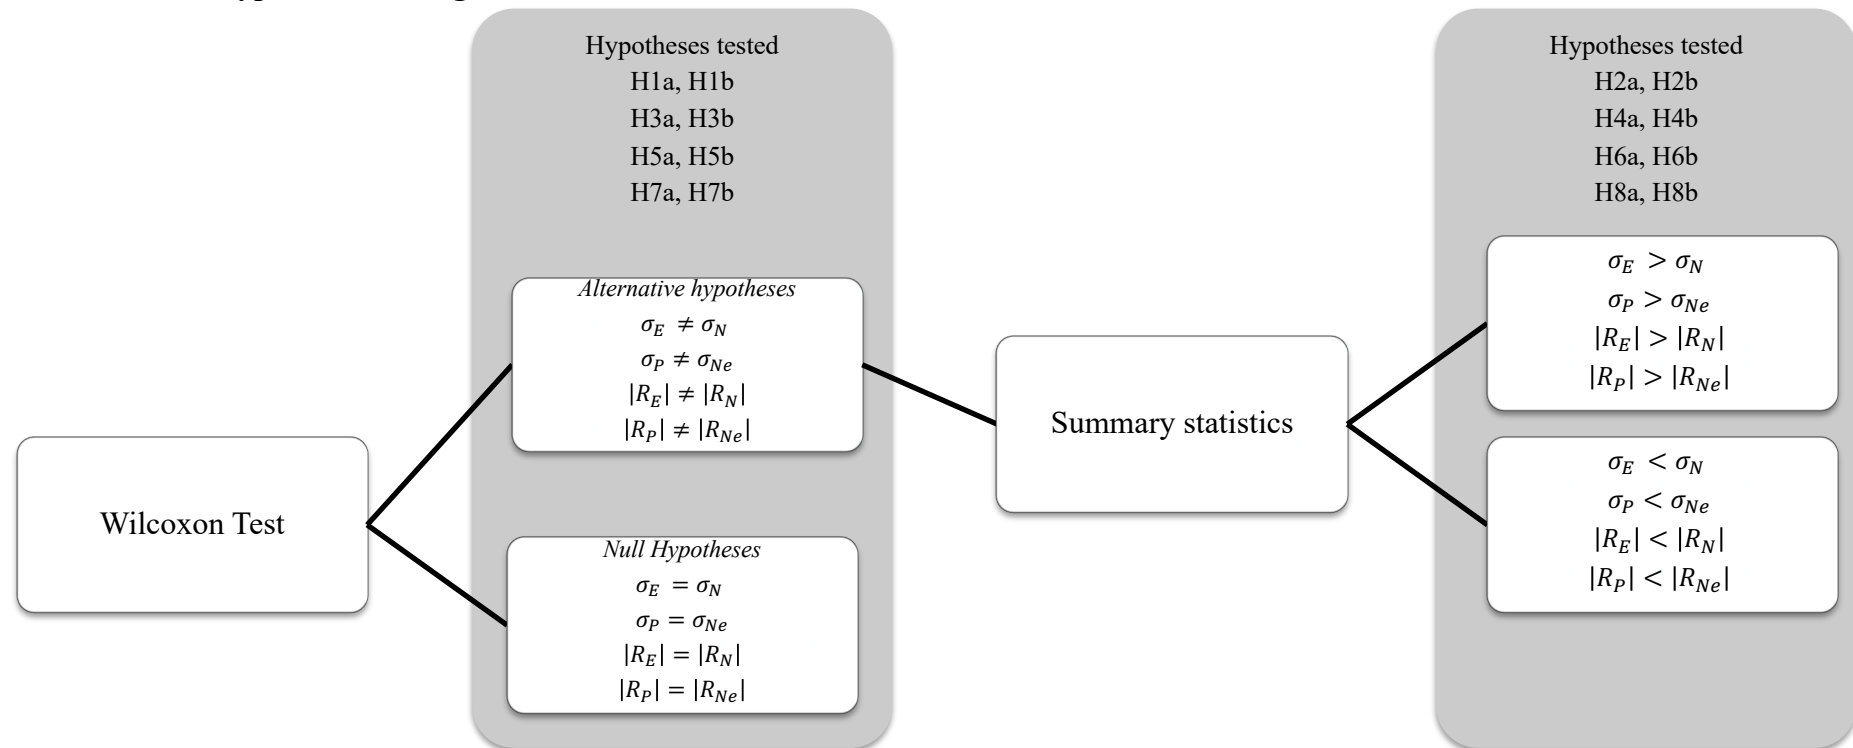 Hypotheses tested
H1a, H1b
H3a, H3b
H5a, H5b
H7a, H7b
Alternative hypotheses
σ_E ≠ σ_N
σ_P ≠ σ_Ne
|R_E| ≠ |R_N|
|R_P| ≠ |R_Ne|
Wilcoxon Test
Null Hypotheses
σ_E = σ_N
σ_P = σ_Ne
|R_E| = |R_N|
|R_P| = |R_Ne|
Summary statistics
Hypotheses tested
H2a, H2b
H4a, H4b
H6a, H6b
H8a, H8b
σ_E > σ_N
σ_P > σ_Ne
|R_E| > |R_N|
|R_P| > |R_Ne|
σ_E < σ_N
σ_P < σ_Ne
|R_E| < |R_N|
|R_P| < |R_Ne|